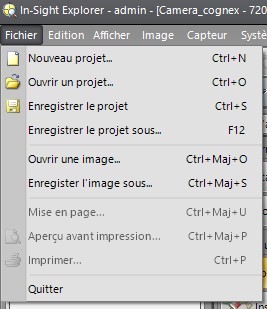 In-Sight Explorer - admin - [Camera_cognex - 720
Fichier Edition Afficher Image Capteur Systè
Nouveau projet... Ctrl+N
Ouvrir un projet... Ctrl+O
Enregistrer le projet Ctrl+S
Enregistrer le projet sous... F12
Ouvrir une image... Ctrl+Maj+O
Enregister l'image sous... Ctrl+Maj+S
Mise en page... Ctrl+Maj+U
Aperçu avant impression... Ctrl+Maj+P
Imprimer... Ctrl+P
Quitter